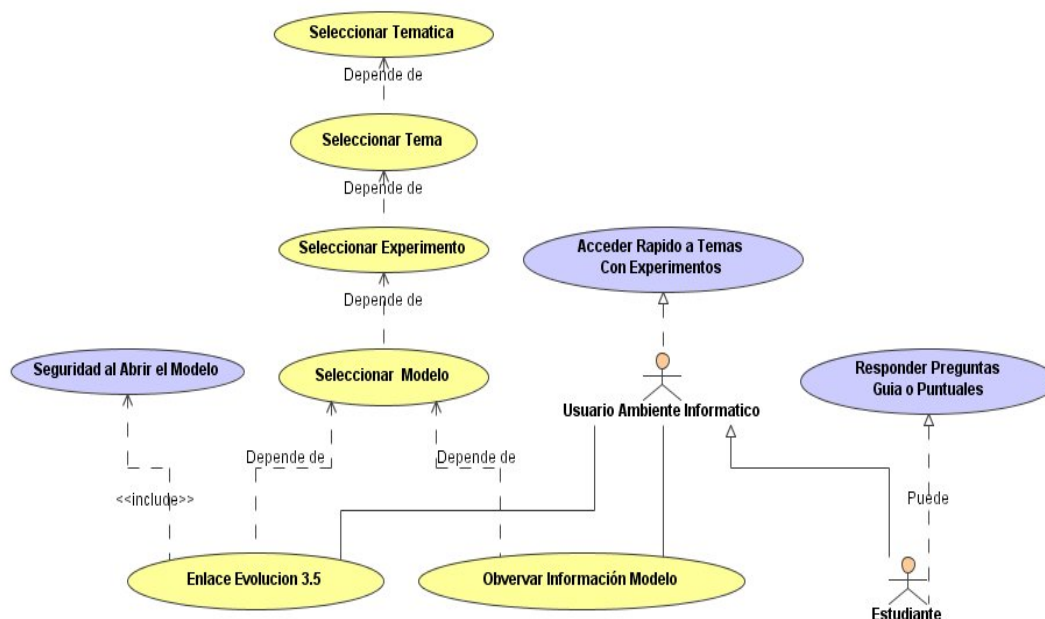 Seleccionar Tematica
Depende de
Seleccionar Tema
Depende de
Seleccionar Experimento
Acceder Rapido a Temas
Con Experimentos
Depende de
Seguridad al Abrir el Modelo
Seleccionar Modelo
Responder Preguntas
Guia o Puntuales
Usuario Ambiente Informatico
Depende de
Depende de
<<include>>
Puede
Enlace Evolucion 3.5
Obvervar Información Modelo
Estudiante